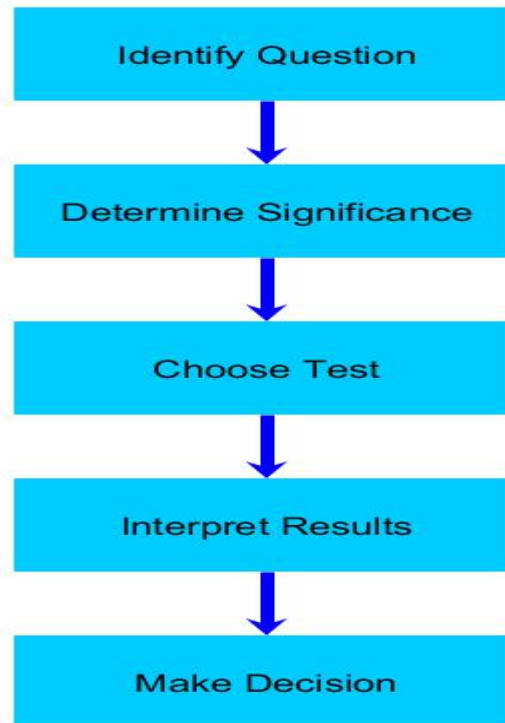 Identify Question
Determine Significance
Choose Test
Interpret Results
Make Decision